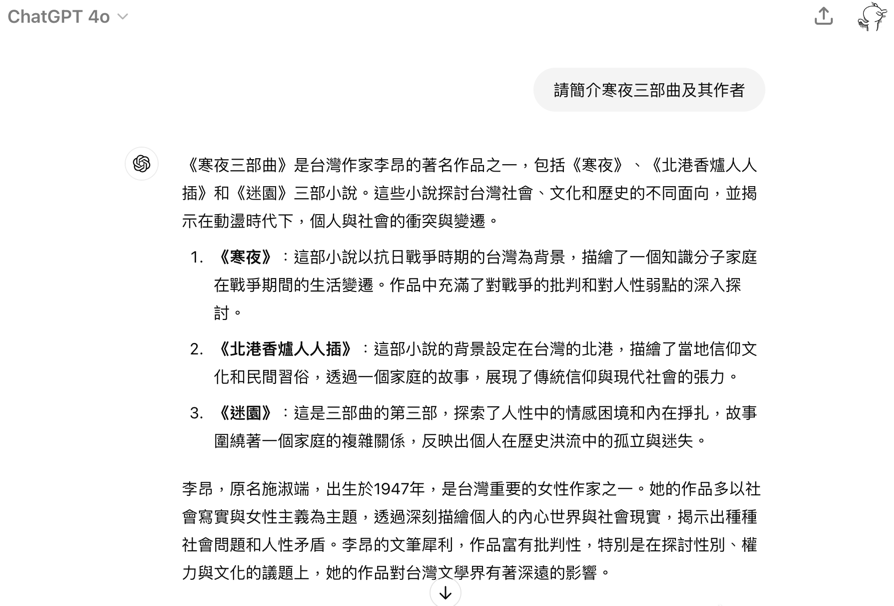 ChatGPT 4o
請簡介寒夜三部曲及其作者
《寒夜三部曲》是台灣作家李昂的著名作品之一，包括《寒夜》、《北港香爐人人
插》和《迷園》三部小說。這些小說探討台灣社會、文化和歷史的不同面向，並揭
示在動盪時代下，個人與社會的衝突與變遷。
1. 《寒夜》：這部小說以抗日戰爭時期的台灣為背景，描繪了一個知識分子家庭
在戰爭期間的生活變遷。作品中充滿了對戰爭的批判和對人性弱點的深入探
討。
2. 《北港香爐人人插》：這部小說的背景設定在台灣的北港，描繪了當地信仰文
化和民間習俗，透過一個家庭的故事，展現了傳統信仰與現代社會的張力。
3. 《迷園》：這是三部曲的第三部，探索了人性中的情感困境和內在掙扎，故事
圍繞著一個家庭的複雜關係，反映出個人在歷史洪流中的孤立與迷失。
李昂，原名施淑端，出生於1947年，是台灣重要的女性作家之一。她的作品多以社
會寫實與女性主義為主題，透過深刻描繪個人的內心世界與社會現實，揭示出種種
社會問題和人性矛盾。李昂的文筆犀利，作品富有批判性，特別是在探討性別、權
力與文化的議題上，她的作品對台灣文學界有著深遠的影響。